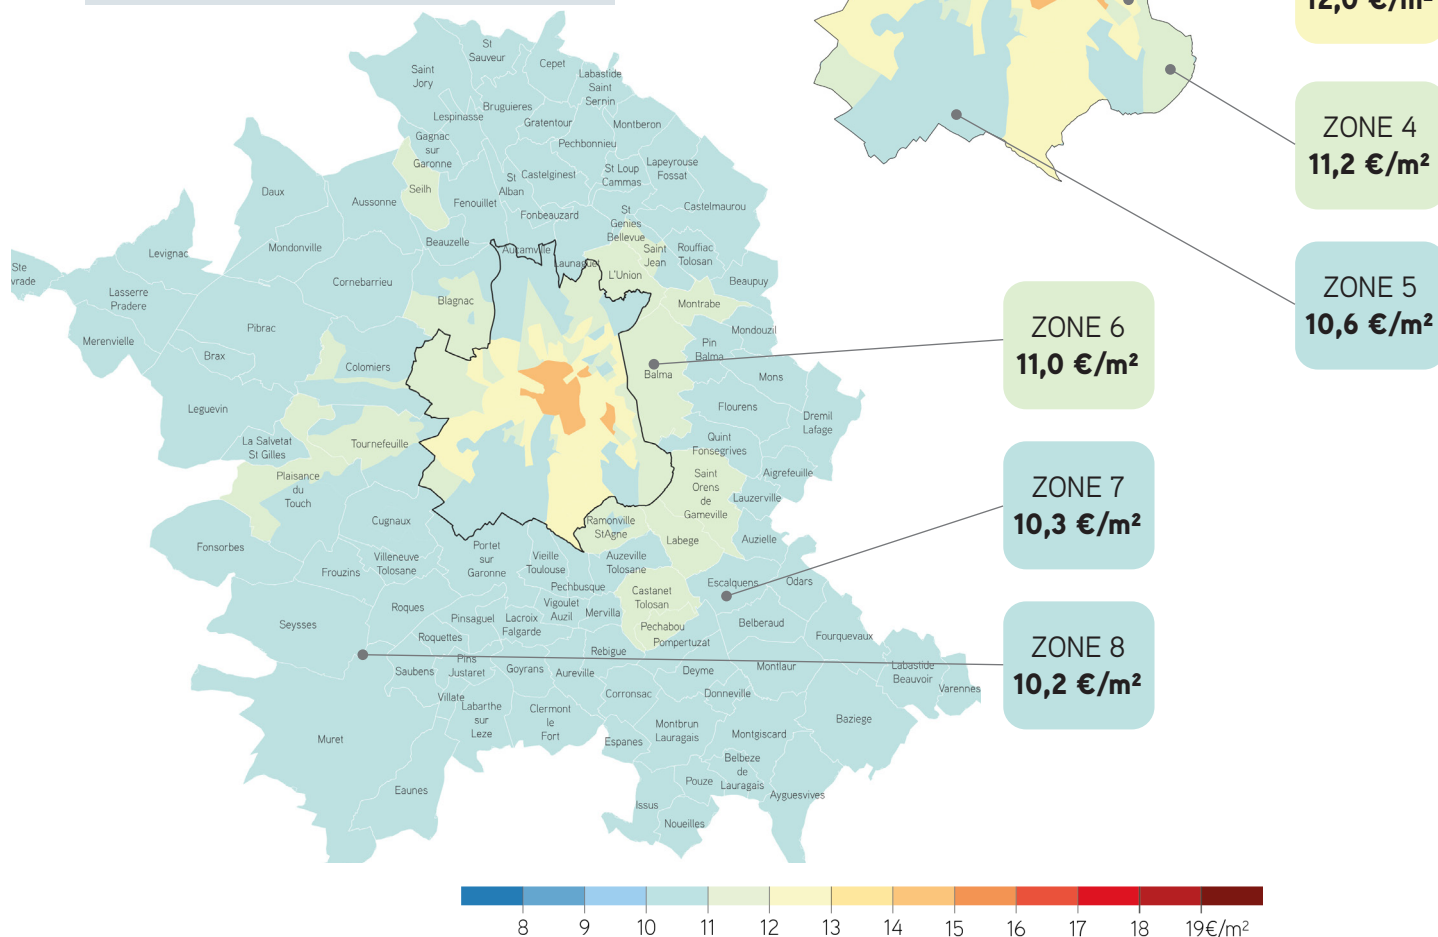 12,0 €/m²
ZONE 4
11,2 €/m²
ZONE 5
10,6 €/m²
ZONE 6
11,0 €/m²
ZONE 7
10,3 €/m²
ZONE 8
10,2 €/m²
St
Sauveur
Cepet
Saint
Jory
Labastide
Saint
Sernin
Bruguieres
Lespinasse
Gratentour
Montberon
Gagnac
sur
Garonne
Pechbonnieu
Lapeyrouse
Fossat
St Loup
Cammas
St
Alban
Castelginest
Seilh
Daux
Aussonne
Fenouillet
Fonbeauzard
St
Genies
Bellevue
Castelmaurou
Mondonville
Beauzelle
Aucamville
Launaguet
Saint
Jean
Rouffiac
Tolosan
Levignac
Ste
vrade
L'Union
Beaupuy
Cornebarrieu
Lasserre
Pradere
Blagnac
Montrabe
Pibrac
Mondouzil
Merenvielle
Brax
Pin
Balma
Colomiers
Balma
Mons
Leguevin
Flourens
Dremil
Lafage
La Salvetat
St Gilles
Tournefeuille
Quint
Fonsegrives
Plaisance
du
Touch
Saint
Orens
de
Gameville
Aigrefeuille
Lauzerville
Cugnaux
Ramonville
StAgne
Labege
Auzielle
Fonsorbes
Portet
sur
Garonne
Vieille
Toulouse
Auzeville
Tolosane
Villeneuve
Tolosane
Frouzins
Pechbusque
Castanet
Tolosan
Escalquens
Odars
Roques
Vigoulet
Auzil
Mervilla
Seysses
Pinsaguel
Lacroix
Falgarde
Pechabou
Belberaud
Roquettes
Pompertuzat
Fourquevaux
Rebigue
Pins
Justaret
Saubens
Goyrans
Aureville
Deyme
Montlaur
Labastide
Beauvoir
Varennes
Villate
Corronsac
Donneville
Labarthe
sur
Leze
Clermont
le
Fort
Baziege
Montbrun
Lauragais
Montgiscard
Muret
Espanes
Belbeze
de
Lauragais
Pouze
Eaunes
Ayguesvives
Issus
Noueilles
8 9 10 11 12 13 14 15 16 17 18 19€/m²